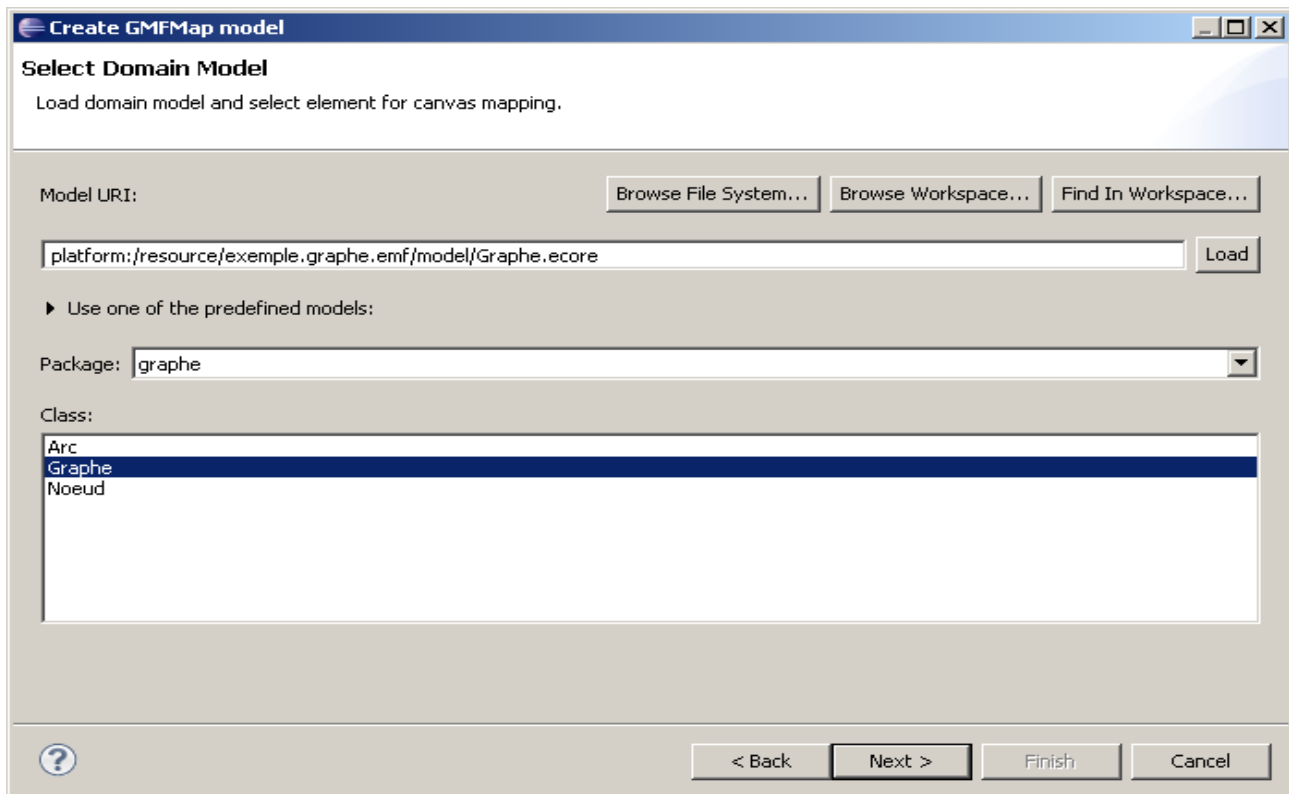 Create GMFMap model
Select Domain Model
Load domain model and select element for canvas mapping.
Model URI:
Browse File System...
Browse Workspace...
Find In Workspace...
platform:/resource/exemple.graphe.emf/model/Graphe.ecore
Load
Use one of the predefined models:
Package: graphe
Class:
Arc
Graphe
Noeud
?
< Back
Next >
Finish
Cancel